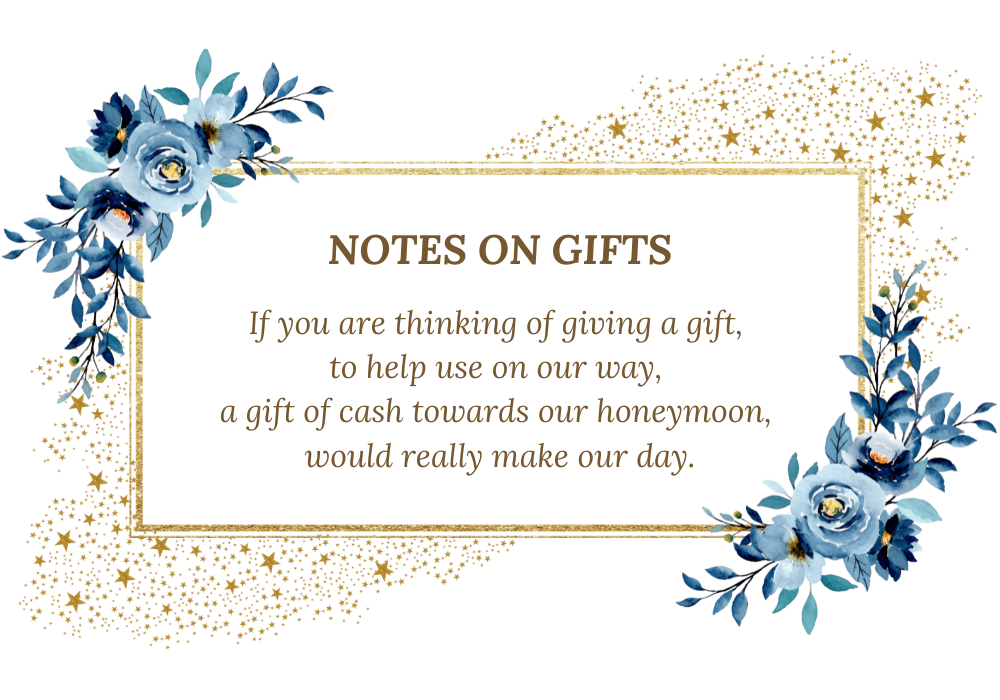 NOTES ON GIFTS
If you are thinking of giving a gift,
to help use on our way,
a gift of cash towards our honeymoon,
would really make our day.